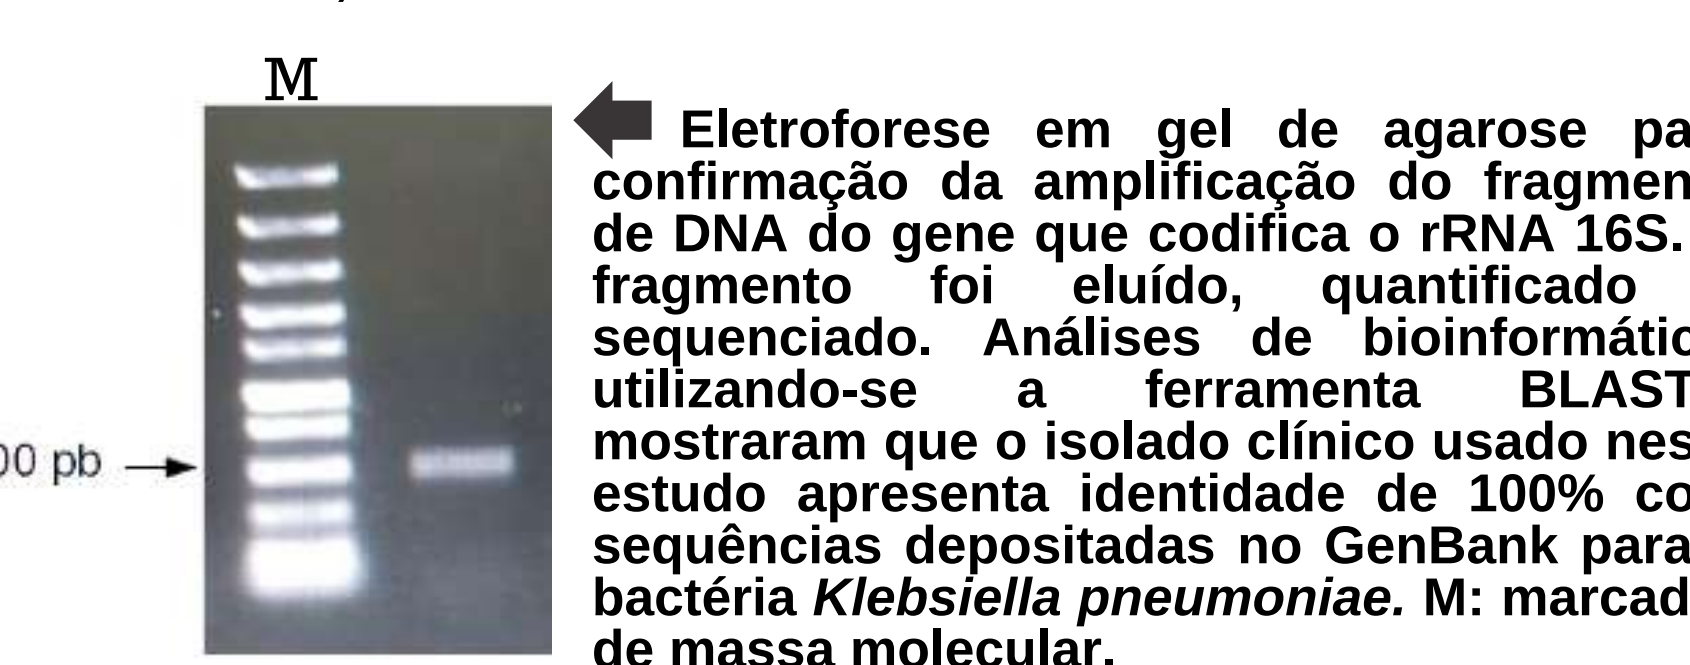 M
Eletroforese em gel de agarose pa
confirmação da amplificação do fragmen
de DNA do gene que codifica o rRNA 16S.
fragmento foi eluído, quantificado
sequenciado. Análises de bioinformátic
utilizando-se a ferramenta BLAST
mostraram que o isolado clínico usado nes
00 pb
estudo apresenta identidade de 100% co
sequências depositadas no GenBank para
bactéria Klebsiella pneumoniae. M: marcad
de massa molecular.